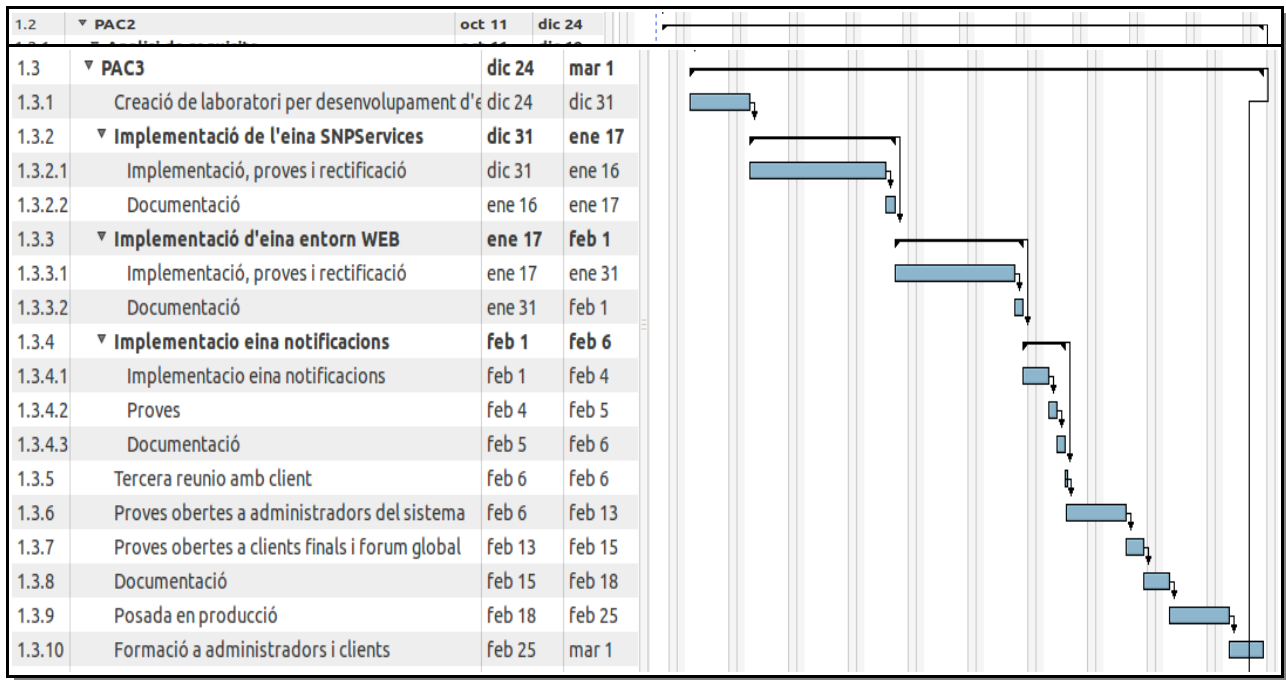 1.2 PAC2 oct 11 dic 24
1.3 PAC3 dic 24 mar 1
1.3.1 Creació de laboratori per desenvolupament d'e dic 24 dic 31
1.3.2 Implementació de l'eina SNPServices dic 31 ene 17
1.3.2.1 Implementació, proves i rectificació dic 31 ene 16
1.3.2.2 Documentació ene 16 ene 17
1.3.3 Implementació d'eina entorn WEB ene 17 feb 1
1.3.3.1 Implementació, proves i rectificació ene 17 ene 31
1.3.3.2 Documentació ene 31 feb 1
1.3.4 Implementacio eina notificacions feb 1 feb 6
1.3.4.1 Implementacio eina notificacions feb 1 feb 4
1.3.4.2 Proves feb 4 feb 5
1.3.4.3 Documentació feb 5 feb 6
1.3.5 Tercera reunio amb client feb 6 feb 6
1.3.6 Proves obertes a administradors del sistema feb 6 feb 13
1.3.7 Proves obertes a clients finals i forum global feb 13 feb 15
1.3.8 Documentació feb 15 feb 18
1.3.9 Posada en producció feb 18 feb 25
1.3.10 Formació a administradors i clients feb 25 mar 1